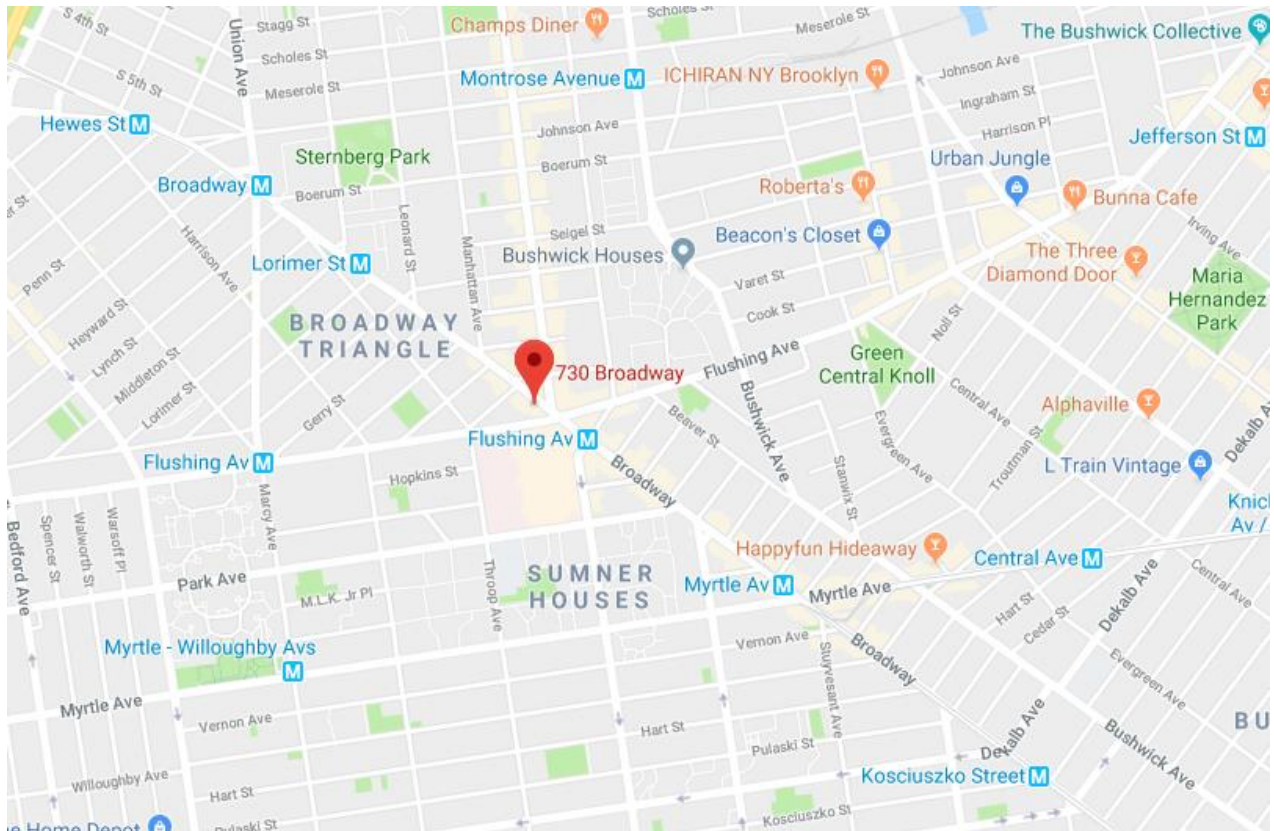 S 4th St
Union Ave
Stagg St
Champs Diner
Scholes St
Meserole St
The Bushwick Collective
Scholes St
S 5th St
Meserole St
Montrose Avenue M
ICHIRAN NY Brooklyn
Johnson Ave
Ingraham St
Hewes St M
Johnson Ave
Harrison Pl
Jefferson St M
Sternberg Park
Boerum St
Urban Jungle
Broadway M
Boerum St
Roberta's
Bunna Cafe
Harrison Ave
Leonard St
Manhattan Ave
Seigel St
Beacon's Closet
Irving Ave
Penn St
Lorimer St M
Bushwick Houses
Varet St
The Three
Diamond Door
Maria
Hernandez
Park
Heyward St
BROADWAY
TRIANGLE
Cook St
Noll St
Lynch St
Middleton St
730 Broadway
Flushing Ave
Green
Central Knoll
Lorimer St
Gerry St
Beaver St
Bushwick Ave
Central Ave
Alphaville
Flushing Av M
Flushing Av M
Evergreen Ave
Troutman St
Dekalb Av
Hopkins St
Broadway
Stanwix St
L Train Vintage
Marcy Ave
Knic
Av /
Bedford Ave
Spencer St
Walworth St
Warsoff Pl
Happyfun Hideaway
Central Ave M
Park Ave
Throop Ave
SUMNER
HOUSES
Myrtle Av M
Myrtle Ave
Dekalb Ave
Central Ave
M.L.K. Jr Pl
Hart St
Cedar St
Myrtle - Willoughby Avs
M
Vernon Ave
Stuyvesant Ave
Broadway
Evergreen Ave
Myrtle Ave
Vernon Ave
Hart St
Pulaski St
Dekalb Ave
Bushwick Ave
BU
Willoughby Ave
Hart St
Kosciuszko Street M
Kosciuszko St
Home Depot
Pulaski St